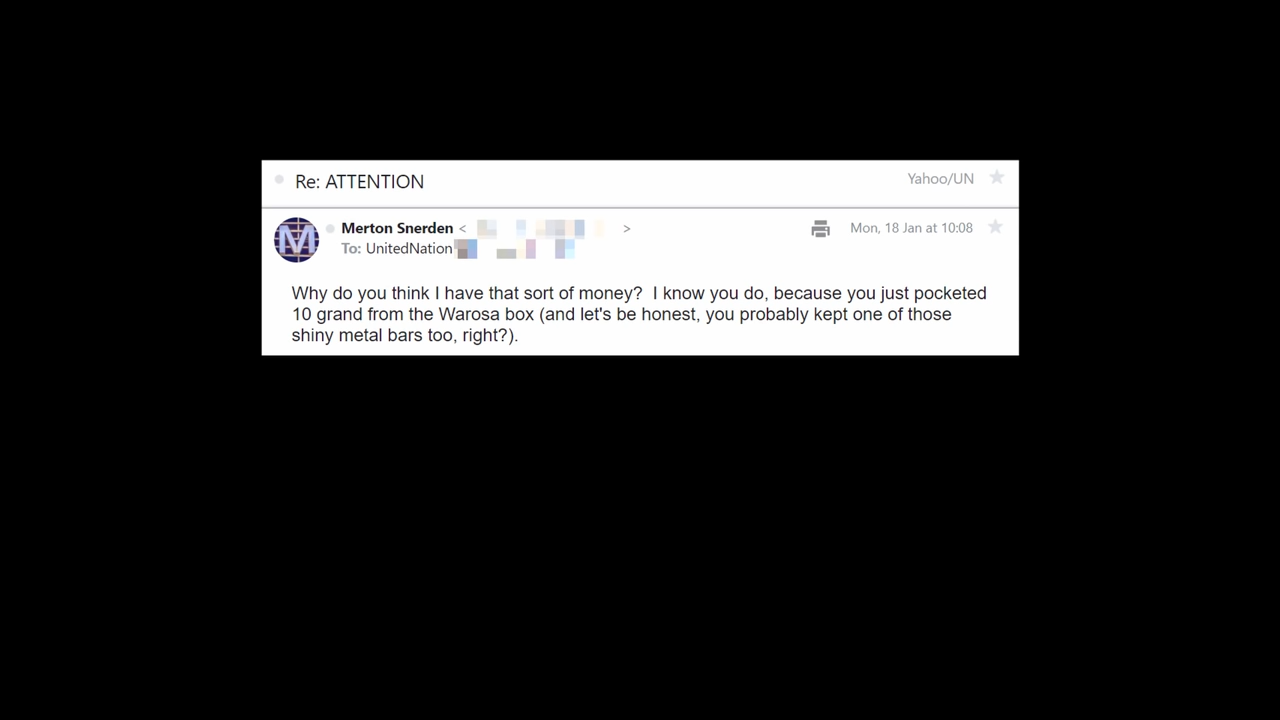 Re: ATTENTION
Yahoo/UN
M
Merton Snerden < >
Mon, 18 Jan at 10:08
To: UnitedNation
Why do you think I have that sort of money?  I know you do, because you just pocketed
10 grand from the Warosa box (and let's be honest, you probably kept one of those
shiny metal bars too, right?).